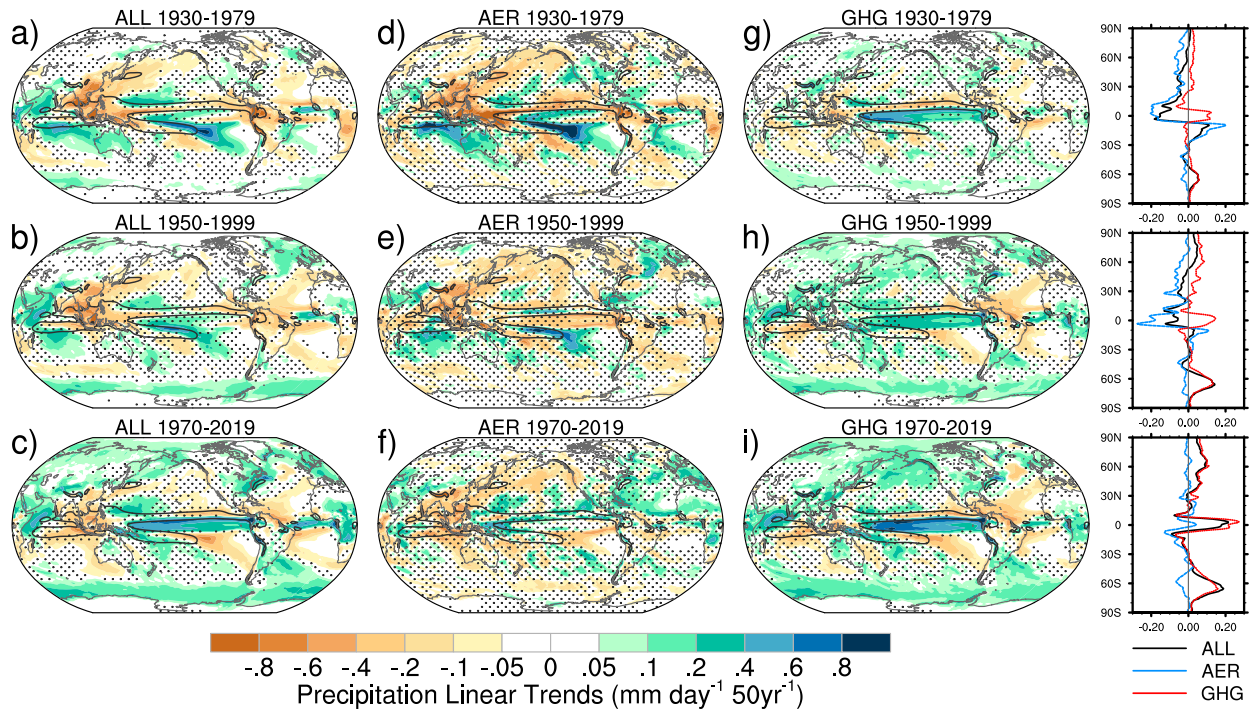 ALL 1930-1979 AER 1930-1979 GHG 1930-1979
a) d) g)
90N
60N
30N
0
30S
60S
90S
-0.20 0.00 0.20
ALL 1950-1999 AER 1950-1999 GHG 1950-1999
b) e) h)
90N
60N
30N
0
30S
60S
90S
-0.20 0.00 0.20
ALL 1970-2019 AER 1970-2019 GHG 1970-2019
c) f) i)
90N
60N
30N
0
30S
60S
90S
-0.20 0.00 0.20
-.8 -.6 -.4 -.2 -.1 -.05 0 .05 .1 .2 .4 .6 .8
Precipitation Linear Trends (mm day⁻¹ 50yr⁻¹)
ALL
AER
GHG